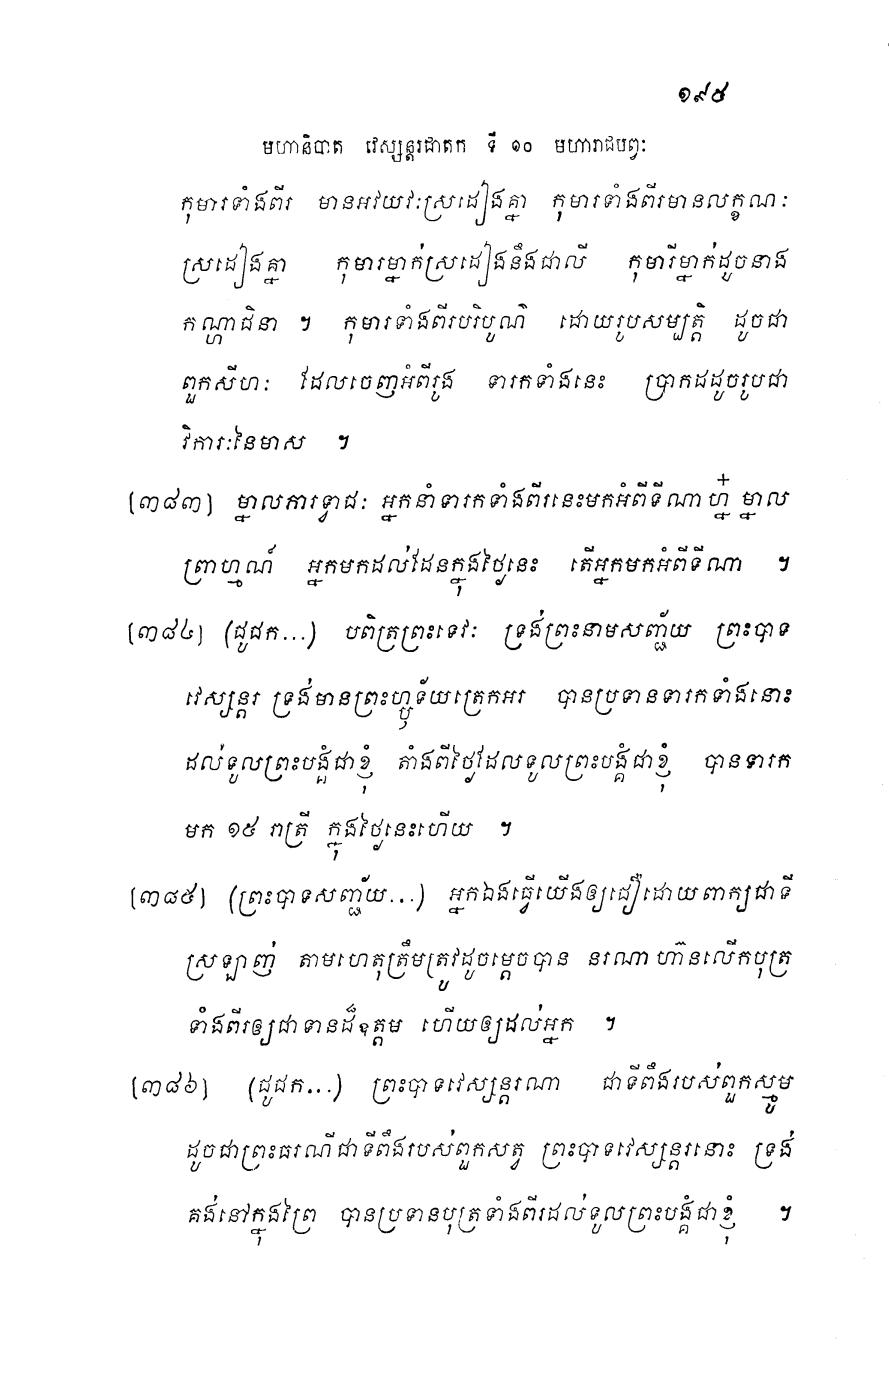 ១៩៥
មហានិបាត វេស្សន្តរជាតក ទី ១០ មហារាជបព្វៈ
កុមារទាំងពីរ មានអវយវៈស្រដៀងគ្នា កុមារទាំងពីរមានលក្ខណៈ
ស្រដៀងគ្នា កុមារម្នាក់ស្រដៀងនឹងជាលី កុមារីម្នាក់ដូចនាង
កណ្ហាជិនា ។ កុមារទាំងពីរបរិបូណ៌ ដោយរូបសម្បត្តិ ដូចជា
ពួកសីហៈ ដែលចេញអំពីរូង ទារកទាំងនេះ ប្រាកដដូចរូបជា
វិការៈនៃមាស ។
[៣៨៣] ម្នាលភារទ្វាជៈ អ្នកនាំទារកទាំងពីរនេះមកអំពីទីណាហ្ន៎ ម្នាល
ព្រាហ្មណ៍ អ្នកមកដល់ដែនក្នុងថ្ងៃនេះ តើអ្នកមកអំពីទីណា ។
[៣៨៤] (ជូជក...) បពិត្រព្រះទេវៈ ទ្រង់ព្រះនាមសញ្ជ័យ ព្រះបាទ
វេស្សន្តរ ទ្រង់មានព្រះហ្ឫទ័យត្រេកអរ បានប្រទានទារកទាំងនោះ
ដល់ទូលព្រះបង្គំជាខ្ញុំ តាំងពីថ្ងៃដែលទូលព្រះបង្គំជាខ្ញុំ បានទារក
មក ១៥ រាត្រី ក្នុងថ្ងៃនេះហើយ ។
[៣៨៥] (ព្រះបាទសញ្ជ័យ...) អ្នកឯងធ្វើយើងឲ្យជឿដោយពាក្យជាទី
ស្រឡាញ់ តាមហេតុត្រឹមត្រូវដូចម្តេចបាន នរណាហ៊ានលើកបុត្រ
ទាំងពីរឲ្យជាទានដ៏ឧត្តម ហើយឲ្យដល់អ្នក ។
[៣៨៦] (ជូជក...) ព្រះបាទវេស្សន្តរណា ជាទីពឹងរបស់ពួកស្មូម
ដូចជាព្រះធរណីជាទីពឹងរបស់ពួកសត្វ ព្រះបាទវេស្សន្តរនោះ ទ្រង់
គង់នៅក្នុងព្រៃ បានប្រទានបុត្រទាំងពីរដល់ទូលព្រះបង្គំជាខ្ញុំ ។